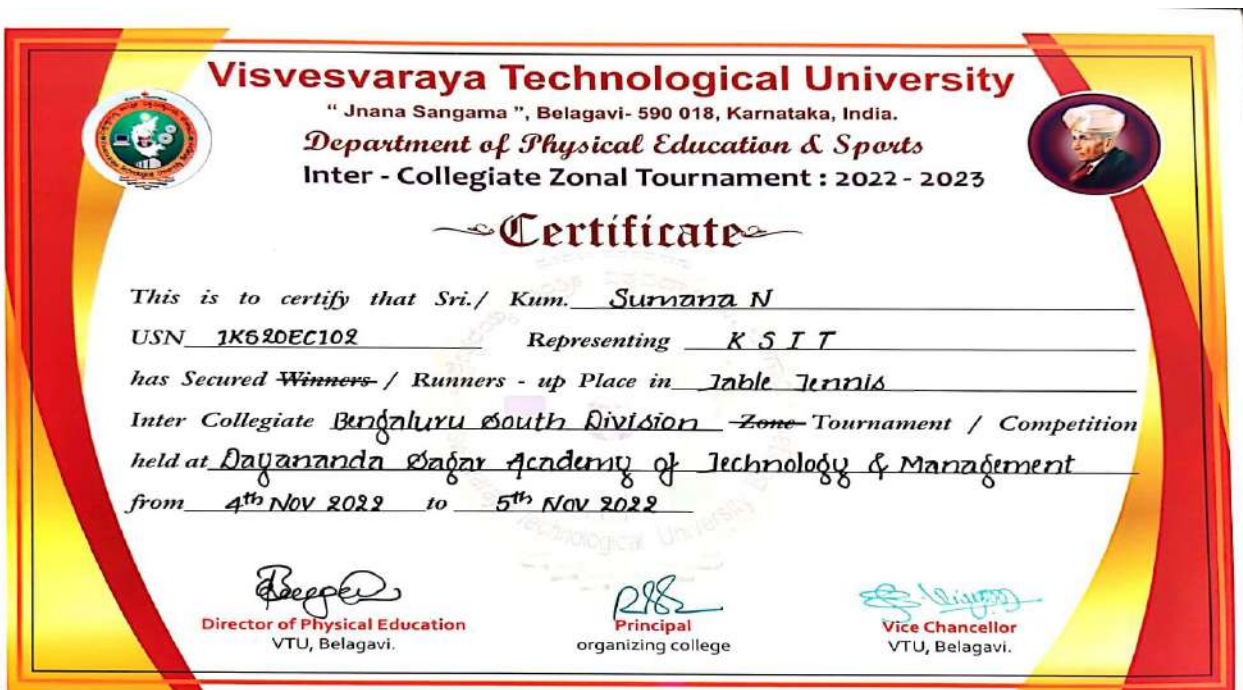 Visvesvaraya Technological University
“ Jnana Sangama ”, Belagavi- 590 018, Karnataka, India.
Department of Physical Education & Sports
Inter - Collegiate Zonal Tournament : 2022 - 2023
Certificate
This is to certify that Sri./ Kum. Sumana N
USN 1KS20EC102 Representing K S I T
has Secured Winners / Runners - up Place in Table Tennis
Inter Collegiate Bengaluru South Division Zone Tournament / Competition
held at Dayananda Sagar Academy of Technology & Management
from 4th Nov 2022 to 5th Nov 2022
Director of Physical Education
VTU, Belagavi.
Principal
organizing college
Vice Chancellor
VTU, Belagavi.